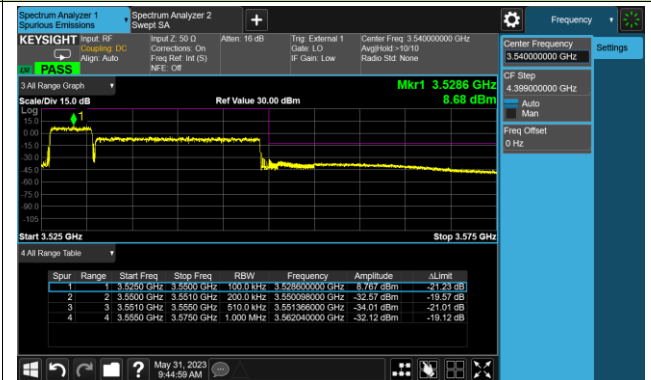 Spectrum Analyzer 1
Spurious Emissions
Spectrum Analyzer 2
Swept SA
Frequency
KEYSIGHT
Input: RF
Coupling: DC
Align: Auto
Input Z: 50 Ω
Corrections: On
Freq Ref: Int (S)
NFE: Off
Atten: 16 dB
Trig: External 1
Gate: LO
IF Gain: Low
Center Freq: 3.540000000 GHz
Avg|Hold:>10/10
Radio Std: None
PASS
Center Frequency
3.540000000 GHz
Settings
CF Step
4.399000000 GHz
Auto
Man
Freq Offset
0 Hz
3 All Range Graph
Mkr1 3.5286 GHz
8.68 dBm
Scale/Div 15.0 dB
Ref Value 30.00 dBm
Log
1
15.0
0.00
-15.0
-30.0
-45.0
-60.0
-75.0
-90.0
-105
Start 3.525 GHz
Stop 3.575 GHz
4 All Range Table
Spur Range Start Freq Stop Freq RBW Frequency Amplitude ΔLimit
1 1 3.5250 GHz 3.5500 GHz 100.0 kHz 3.528600000 GHz 8.767 dBm -21.23 dB
2 2 3.5500 GHz 3.5510 GHz 200.0 kHz 3.550098000 GHz -32.57 dBm -19.57 dB
3 3 3.5510 GHz 3.5550 GHz 510.0 kHz 3.551366000 GHz -34.01 dBm -21.01 dB
4 4 3.5550 GHz 3.5750 GHz 1.000 MHz 3.562040000 GHz -32.12 dBm -19.12 dB
May 31, 2023
9:44:59 AM